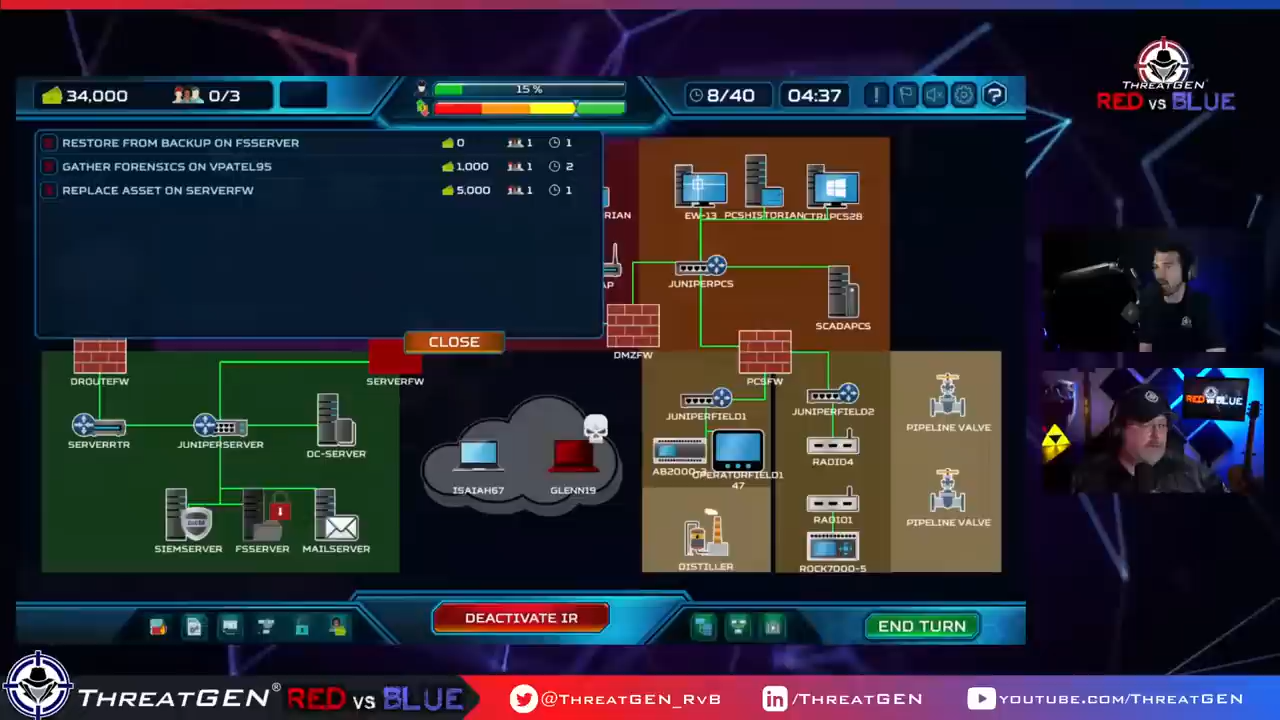 34,000
0/3
15 %
8/40
04:37
!
?
THREATGEN
RED vs BLUE
RESTORE FROM BACKUP ON FSSERVER 0 1 1
GATHER FORENSICS ON VPATEL95 1,000 1 2
REPLACE ASSET ON SERVERFW 5,000 1 1
CLOSE
RIAN
AP
EW-13
PCSHISTORIAN
CTRLPCS28
JUNIPERPCS
SCADAPCS
DMZFW
PCSFW
DROUTEFW
SERVERFW
SERVERRTR
JUNIPERSERVER
DC-SERVER
SIEMSERVER
FSSERVER
MAILSERVER
ISAIAH67
GLENN19
JUNIPERFIELD1
JUNIPERFIELD2
OPERATORFIELD1
47
RADIO4
RADIO1
ROCK7000-5
DISTILLER
PIPELINE VALVE
PIPELINE VALVE
DEACTIVATE IR
END TURN
RED vs BLUE
THREATGEN® RED vs BLUE
@THREATGEN_RVB
in /THREATGEN
YOUTUBE.COM/THREATGEN